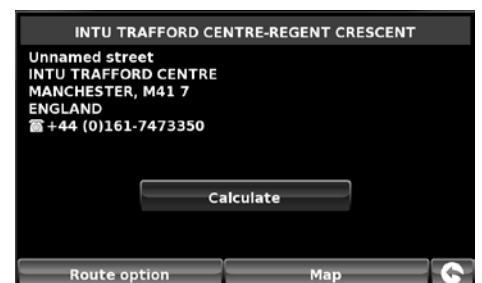 INTU TRAFFORD CENTRE-REGENT CRESCENT
Unnamed street
INTU TRAFFORD CENTRE
MANCHESTER, M41 7
ENGLAND
☎+44 (0)161-7473350
Calculate
Route option
Map